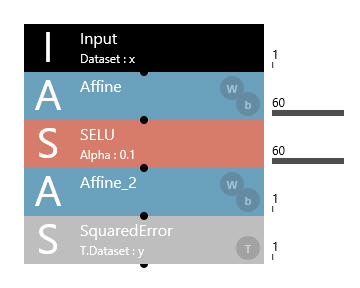 I Input 1
Dataset : x
A Affine W b 60
S SELU 60
Alpha : 0.1
A Affine_2 W b 1
S SquaredError 1
T.Dataset : y T